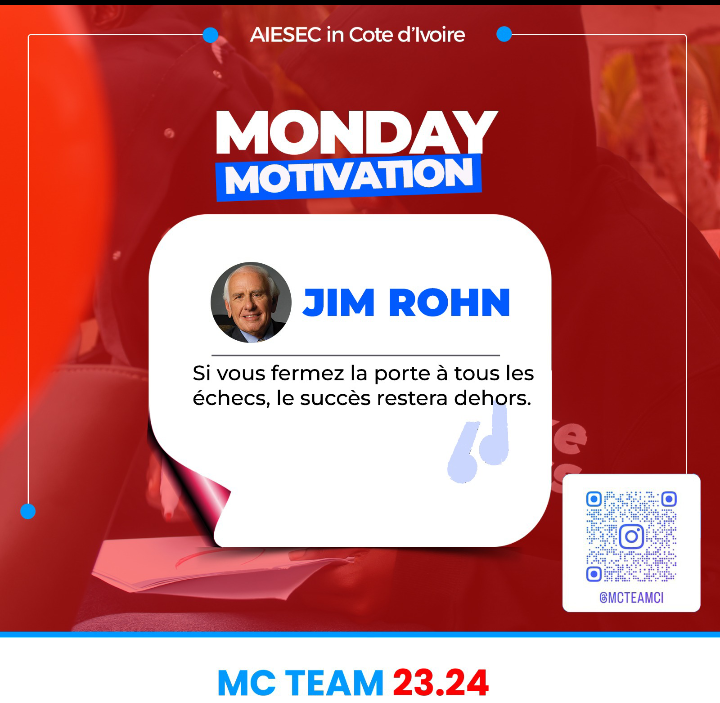 AIESEC in Cote d'Ivoire
MONDAY
MOTIVATION
JIM ROHN
Si vous fermez la porte à tous les
échecs, le succès restera dehors.
@MCTEAMCI
MC TEAM 23.24